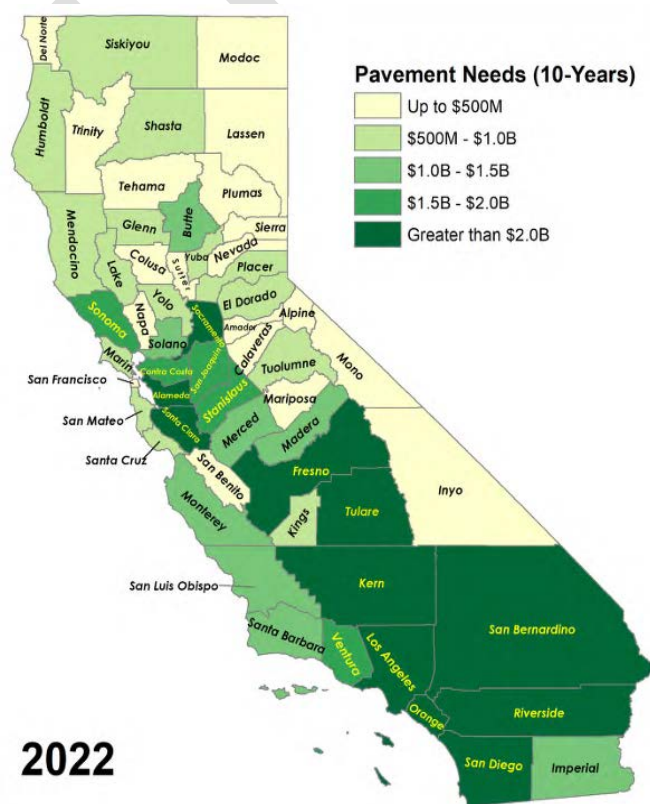 Pavement Needs (10-Years)
Up to $500M
$500M - $1.0B
$1.0B - $1.5B
$1.5B - $2.0B
Greater than $2.0B
Del Norte
Siskiyou
Modoc
Humboldt
Trinity
Shasta
Lassen
Tehama
Plumas
Mendocino
Glenn
Butte
Sierra
Lake
Colusa
Sutter
Yuba
Nevada
Placer
Yolo
El Dorado
Sonoma
Napa
Sacramento
Alpine
Amador
Solano
Calaveras
Marin
Contra Costa
San Joaquin
Tuolumne
Mono
San Francisco
Alameda
Stanislaus
Mariposa
San Mateo
Santa Clara
Merced
Madera
Santa Cruz
San Benito
Fresno
Inyo
Monterey
Kings
Tulare
San Luis Obispo
Kern
San Bernardino
Santa Barbara
Ventura
Los Angeles
Orange
Riverside
San Diego
Imperial
2022